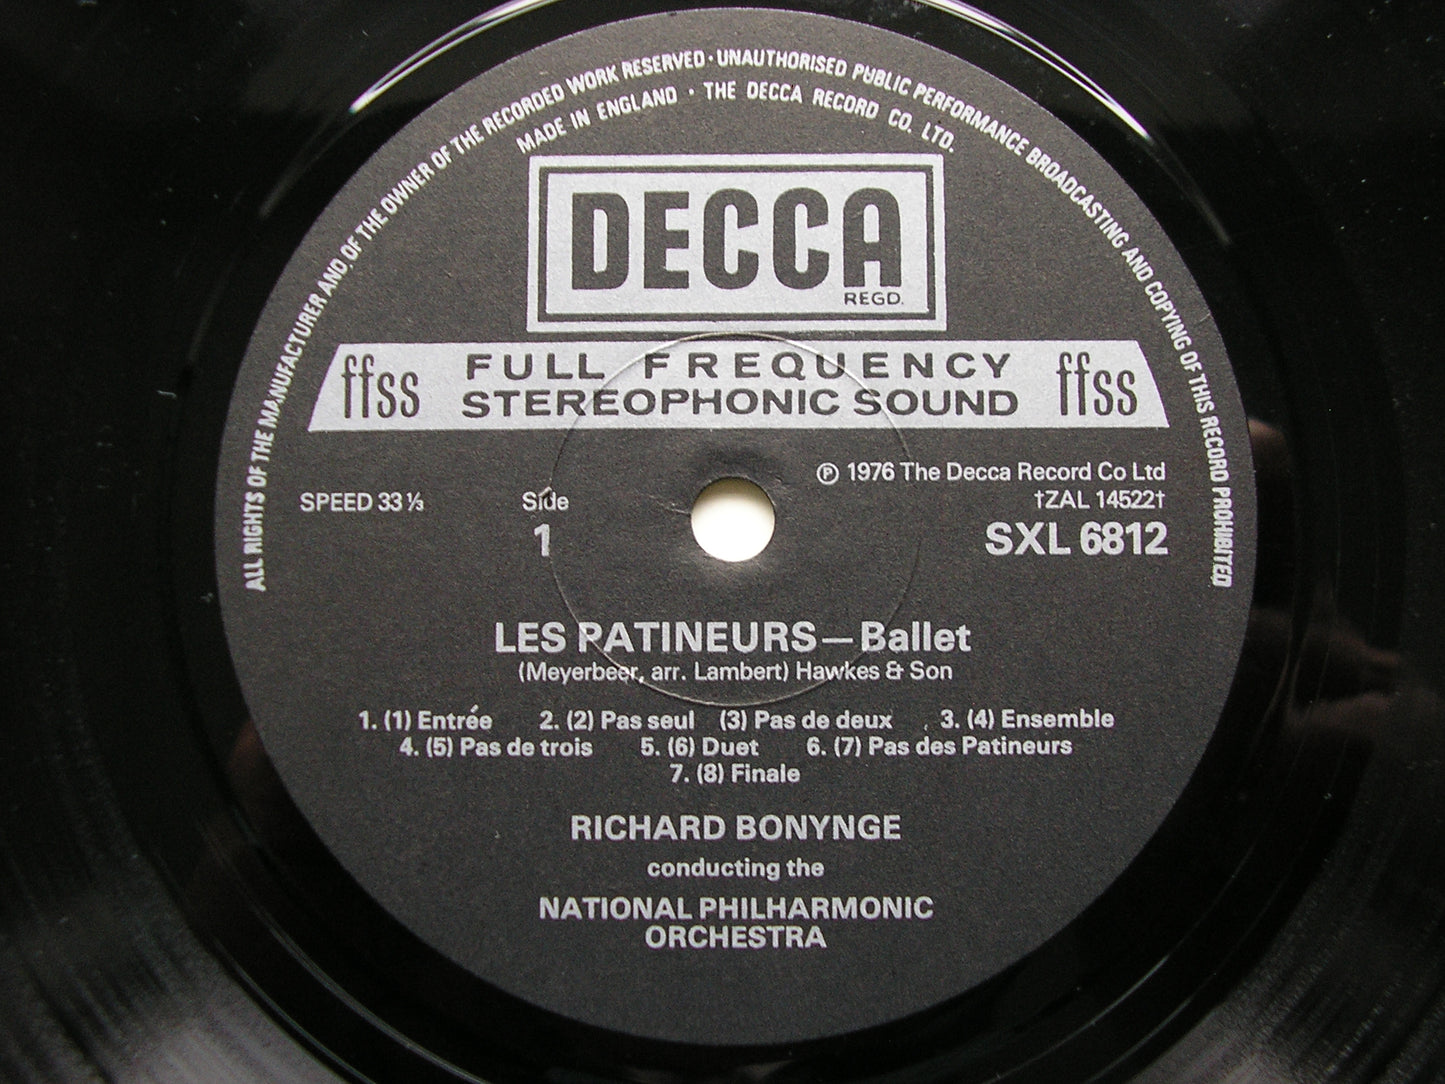 ALL RIGHTS OF THE MANUFACTURER AND OF THE OWNER OF THE RECORDED WORK RESERVED · UNAUTHORISED PUBLIC PERFORMANCE BROADCASTING AND COPYING OF THIS RECORD PROHIBITED
MADE IN ENGLAND · THE DECCA RECORD CO. LTD.
DECCA
REGD.
ffss FULL FREQUENCY ffss
STEREOPHONIC SOUND
℗ 1976 The Decca Record Co Ltd
SPEED 33⅓ Side †ZAL 14522†
1 SXL 6812
LES PATINEURS—Ballet
(Meyerbeer, arr. Lambert) Hawkes & Son
1. (1) Entrée 2. (2) Pas seul (3) Pas de deux 3. (4) Ensemble
4. (5) Pas de trois 5. (6) Duet 6. (7) Pas des Patineurs
7. (8) Finale
RICHARD BONYNGE
conducting the
NATIONAL PHILHARMONIC
ORCHESTRA